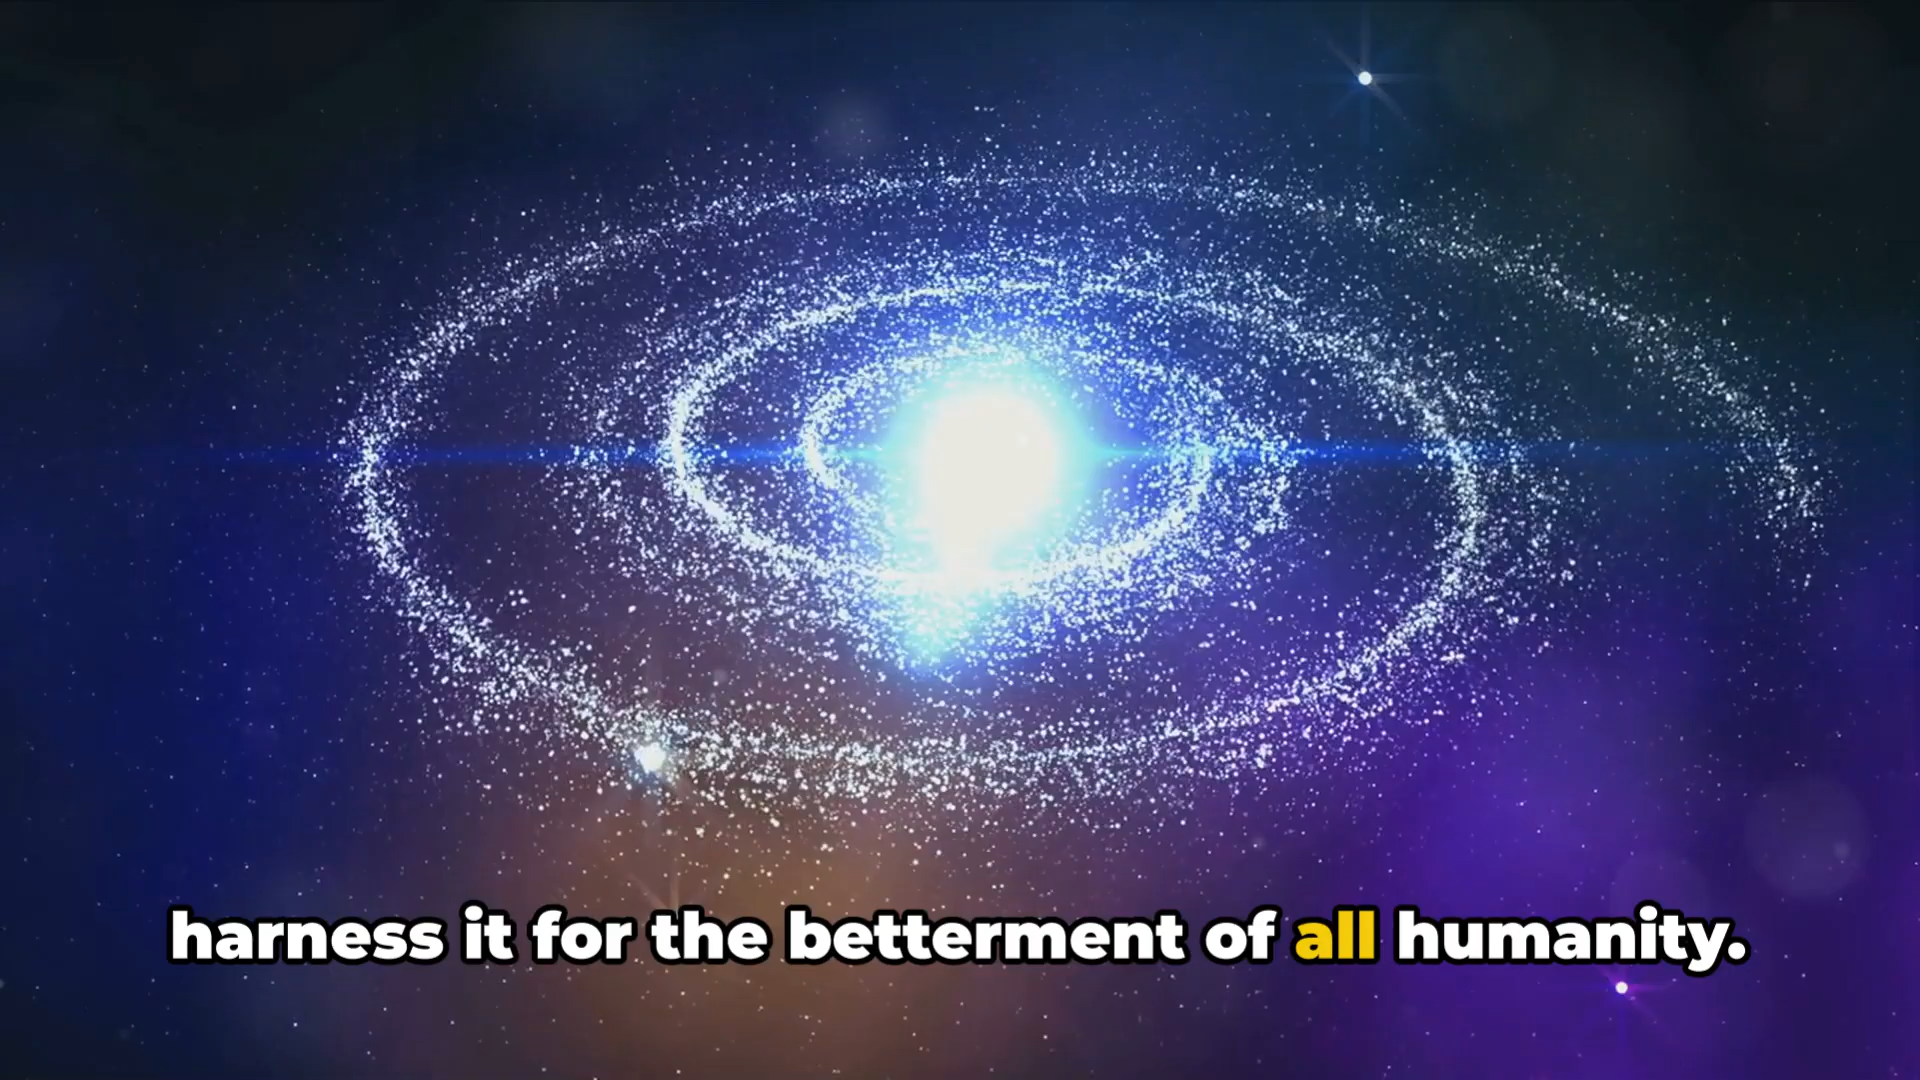 harness it for the betterment of all humanity.